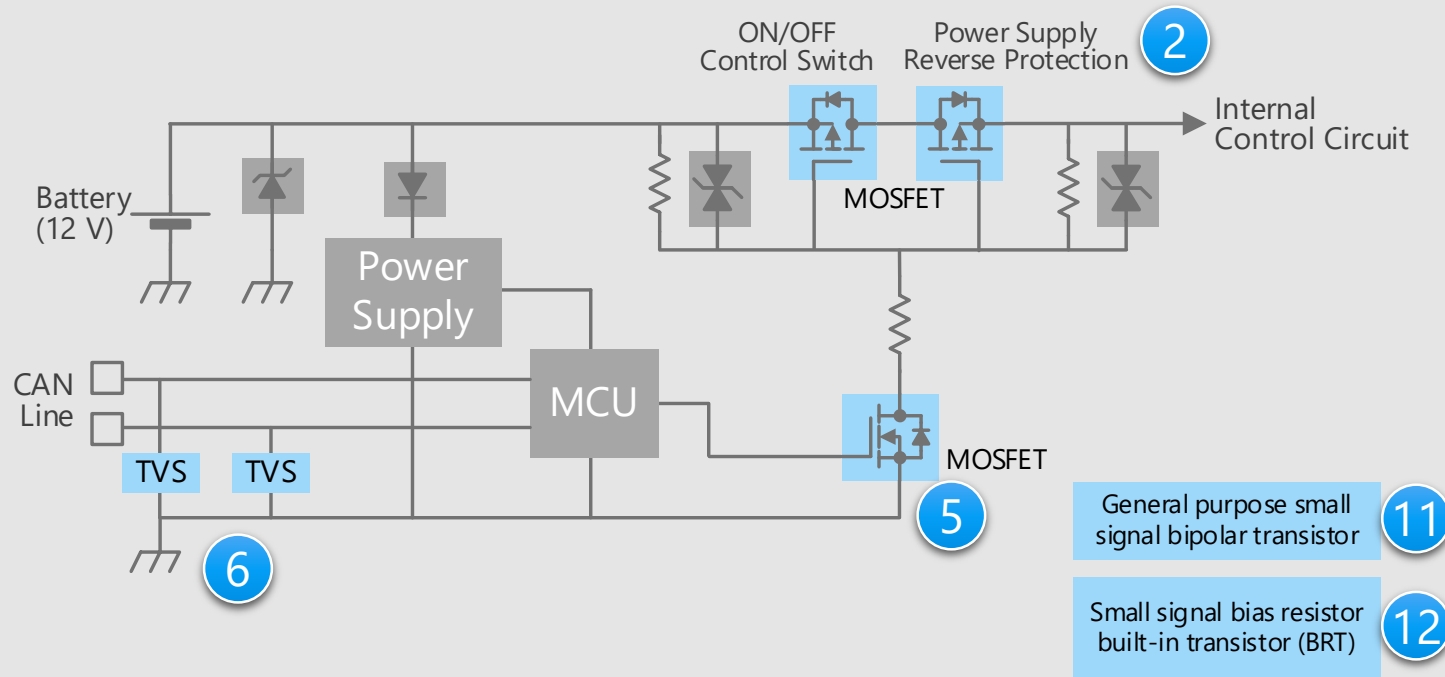 ON/OFF
Control Switch
Power Supply
Reverse Protection
2
Internal
Control Circuit
Battery
(12 V)
MOSFET
Power
Supply
CAN
Line
MCU
TVS
TVS
MOSFET
5
6
General purpose small
signal bipolar transistor
11
Small signal bias resistor
built-in transistor (BRT)
12